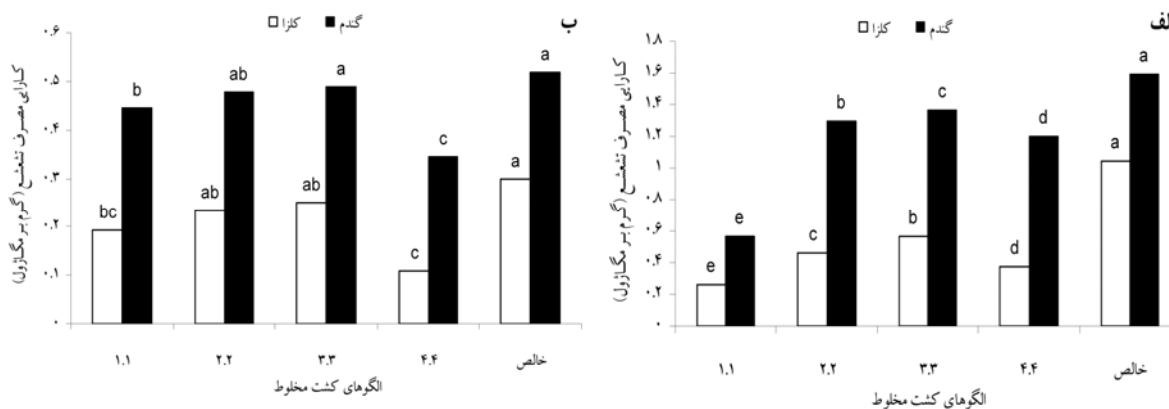 لف
گندم
کلزا
کارایی مصرف تشعشع (گرم بر مگاژول)
۱.۸
۱.۶
۱.۴
۱.۲
۱
۰.۸
۰.۶
۰.۴
۰.۲
۰
e e c b b c d d a a
۱.۱ ۲.۲ ۳.۳ ۴.۴ خالص
الگوهای کشت مخلوط
ب
گندم
کلزا
کارایی مصرف تشعشع (گرم بر مگاژول)
۰.۶
۰.۵
۰.۴
۰.۳
۰.۲
۰.۱
۰
bc b ab ab ab a c c a a
۱.۱ ۲.۲ ۳.۳ ۴.۴ خالص
الگوهای کشت مخلوط